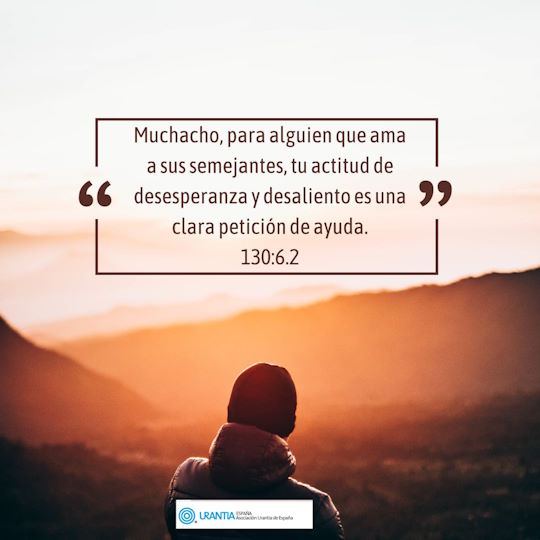 Muchacho, para alguien que ama
a sus semejantes, tu actitud de
“ desesperanza y desaliento es una ”
clara petición de ayuda.
130:6.2
URANTIA ESPAÑA
Asociación Urantia de España